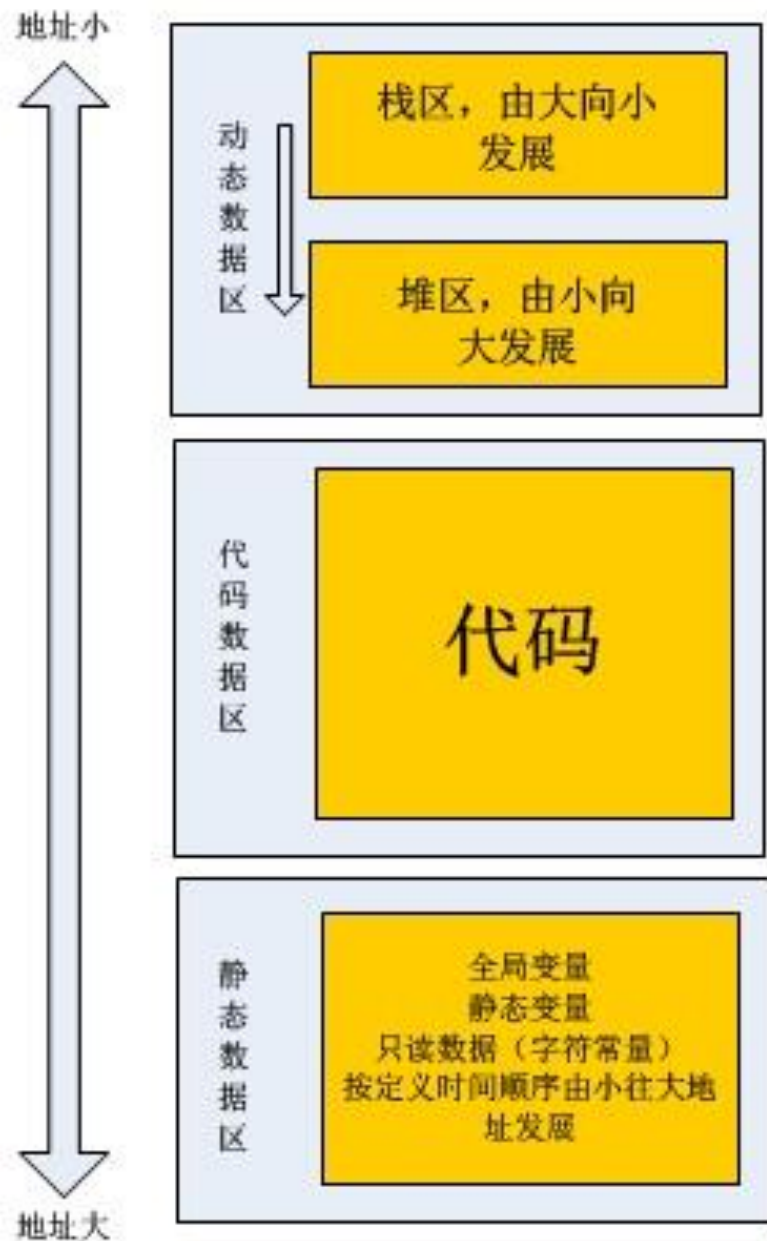 地址小
栈区，由大向小
发展
动态数据区
堆区，由小向
大发展
代码数据区
代码
静态数据区
全局变量
静态变量
只读数据（字符常量）
按定义时间顺序由小往大地
址发展
地址大